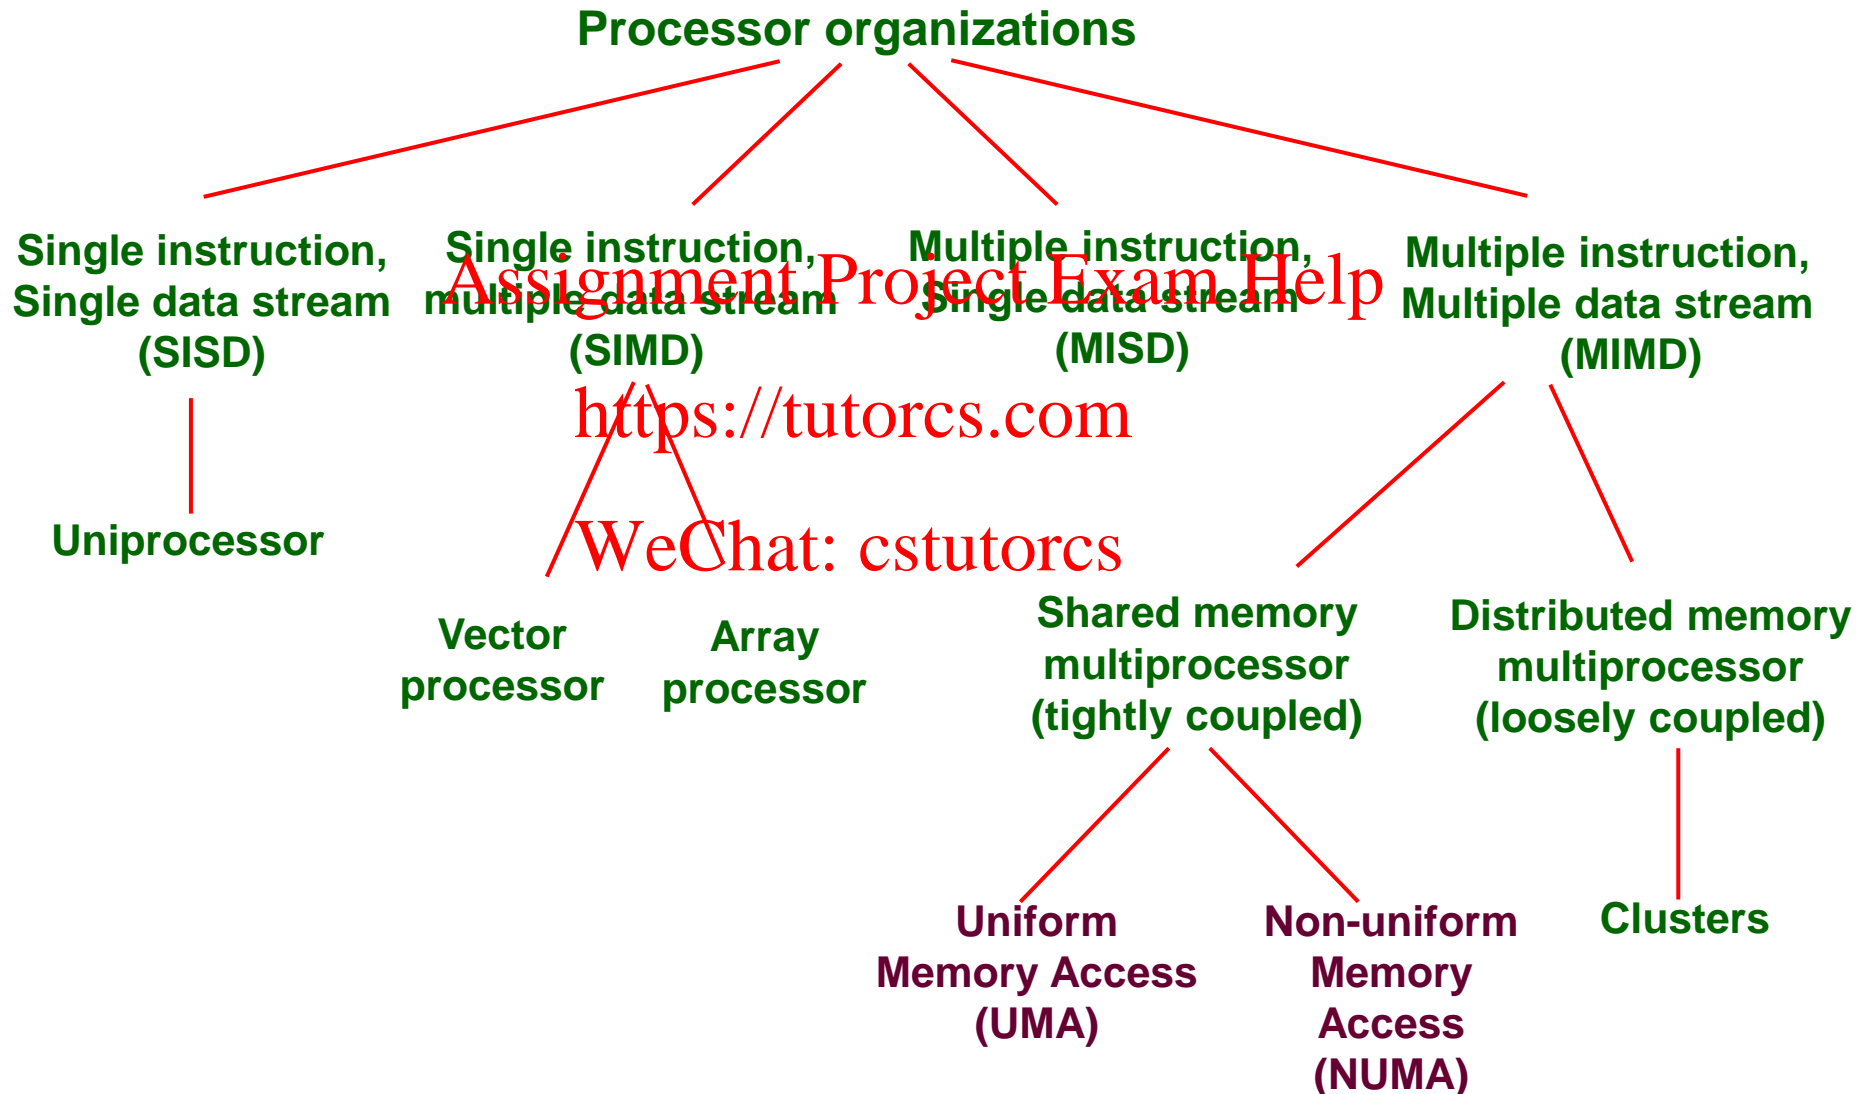 Processor organizations
Single instruction,
Single data stream
(SISD)
Single instruction,
multiple data stream
(SIMD)
Multiple instruction,
Single data stream
(MISD)
Multiple instruction,
Multiple data stream
(MIMD)
Assignment Project Exam Help
https://tutorcs.com
WeChat: cstutorcs
Uniprocessor
Vector
processor
Array
processor
Shared memory
multiprocessor
(tightly coupled)
Distributed memory
multiprocessor
(loosely coupled)
Uniform
Memory Access
(UMA)
Non-uniform
Memory
Access
(NUMA)
Clusters